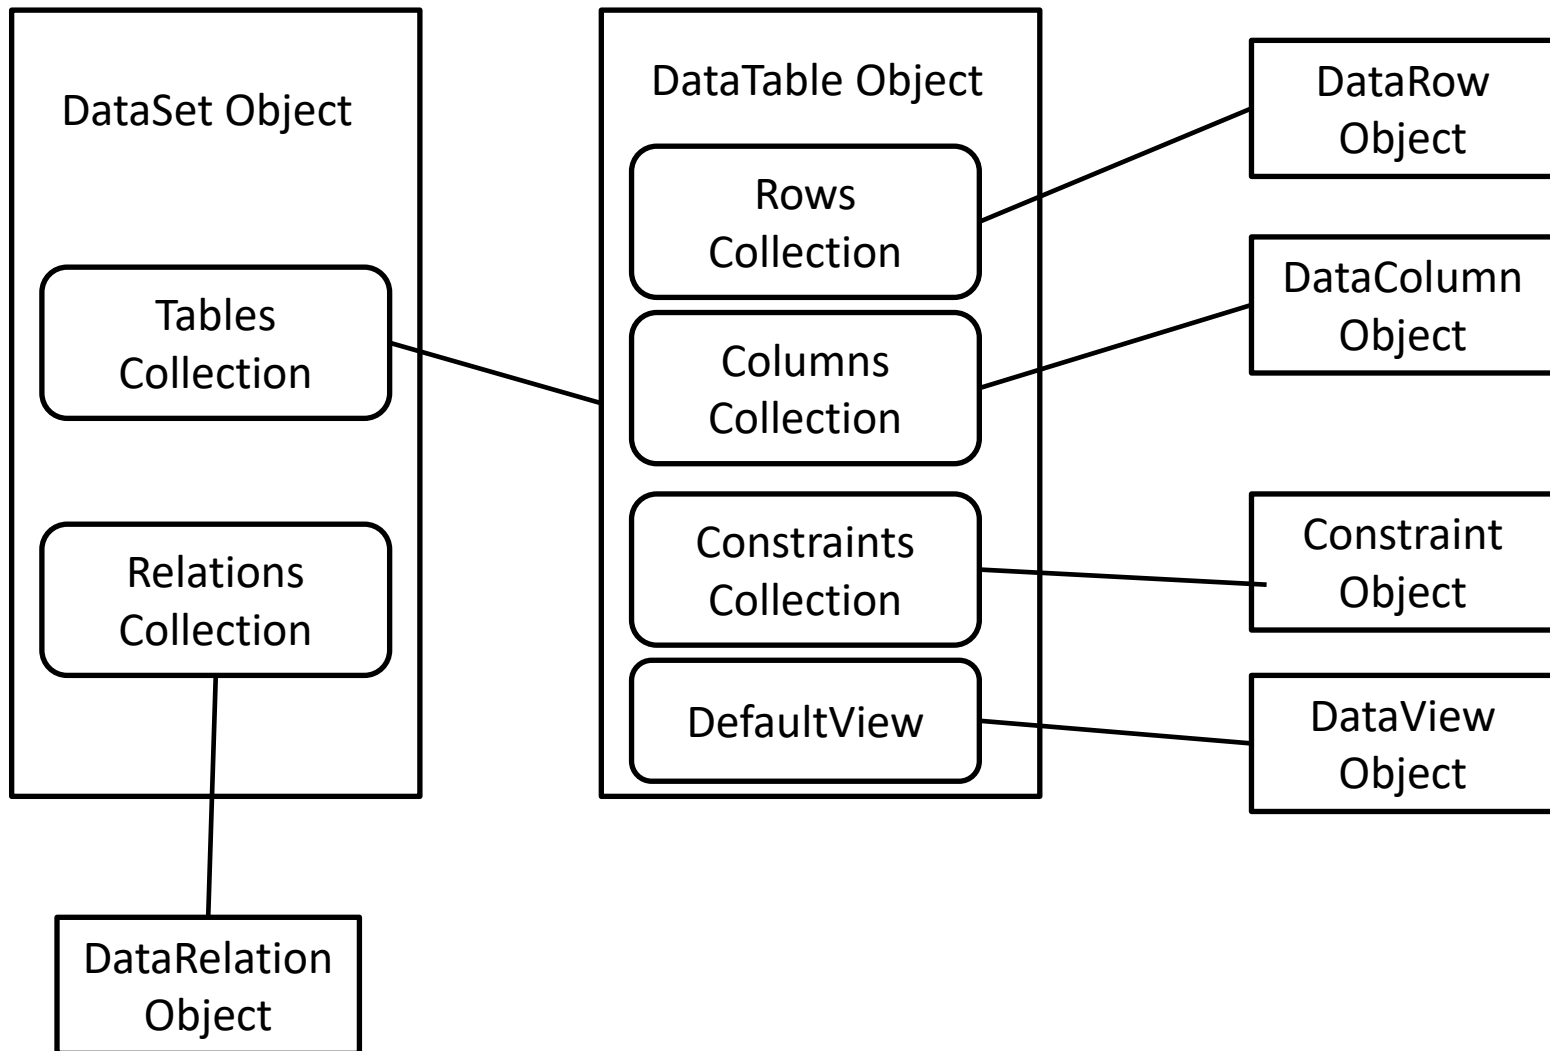 DataSet Object
Tables
Collection
Relations
Collection
DataRelation
Object
DataTable Object
Rows
Collection
Columns
Collection
Constraints
Collection
DefaultView
DataRow
Object
DataColumn
Object
Constraint
Object
DataView
Object